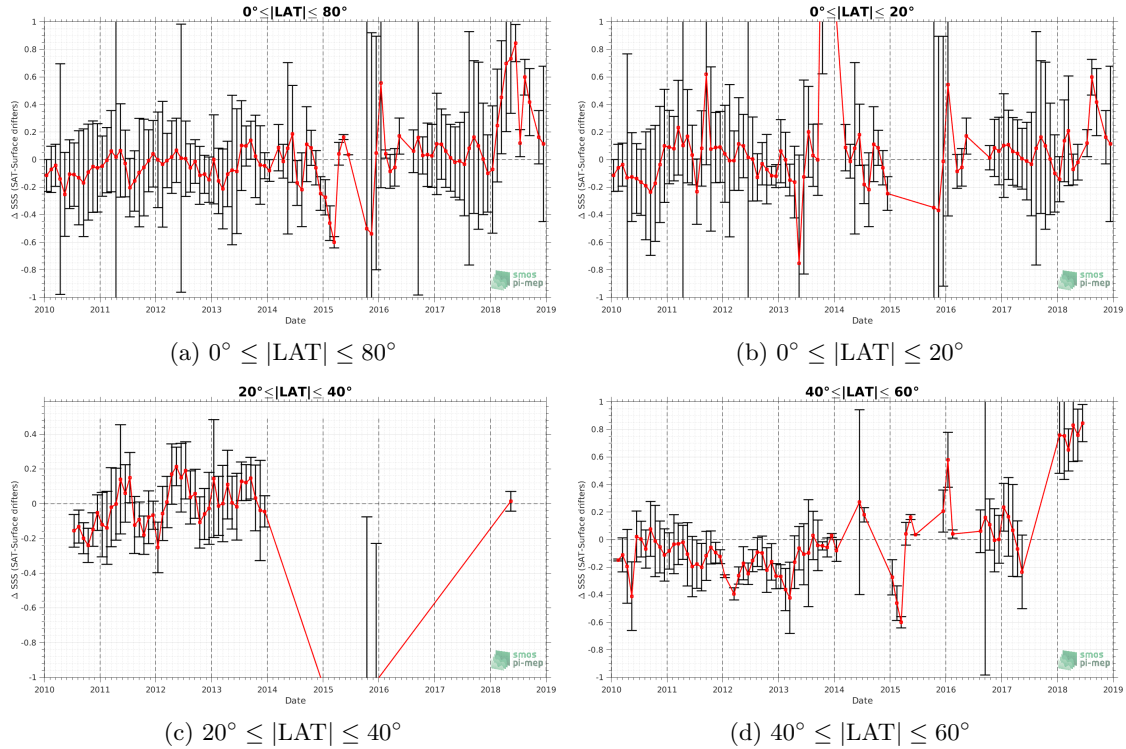 0°≤|LAT|≤ 80°
Δ SSS (SAT-Surface drifters)
1
0.8
0.6
0.4
0.2
0
-0.2
-0.4
-0.6
-0.8
-1
2010 2011 2012 2013 2014 2015 2016 2017 2018 2019
Date
smos
pi-mep
(a) 0° ≤ |LAT| ≤ 80°
0°≤|LAT|≤ 20°
Δ SSS (SAT-Surface drifters)
1
0.8
0.6
0.4
0.2
0
-0.2
-0.4
-0.6
-0.8
-1
2010 2011 2012 2013 2014 2015 2016 2017 2018 2019
Date
smos
pi-mep
(b) 0° ≤ |LAT| ≤ 20°
20°≤|LAT|≤ 40°
Δ SSS (SAT-Surface drifters)
0.4
0.2
0
-0.2
-0.4
-0.6
-0.8
-1
2010 2011 2012 2013 2014 2015 2016 2017 2018 2019
Date
smos
pi-mep
(c) 20° ≤ |LAT| ≤ 40°
40°≤|LAT|≤ 60°
Δ SSS (SAT-Surface drifters)
1
0.8
0.6
0.4
0.2
0
-0.2
-0.4
-0.6
-0.8
-1
2010 2011 2012 2013 2014 2015 2016 2017 2018 2019
Date
smos
pi-mep
(d) 40° ≤ |LAT| ≤ 60°